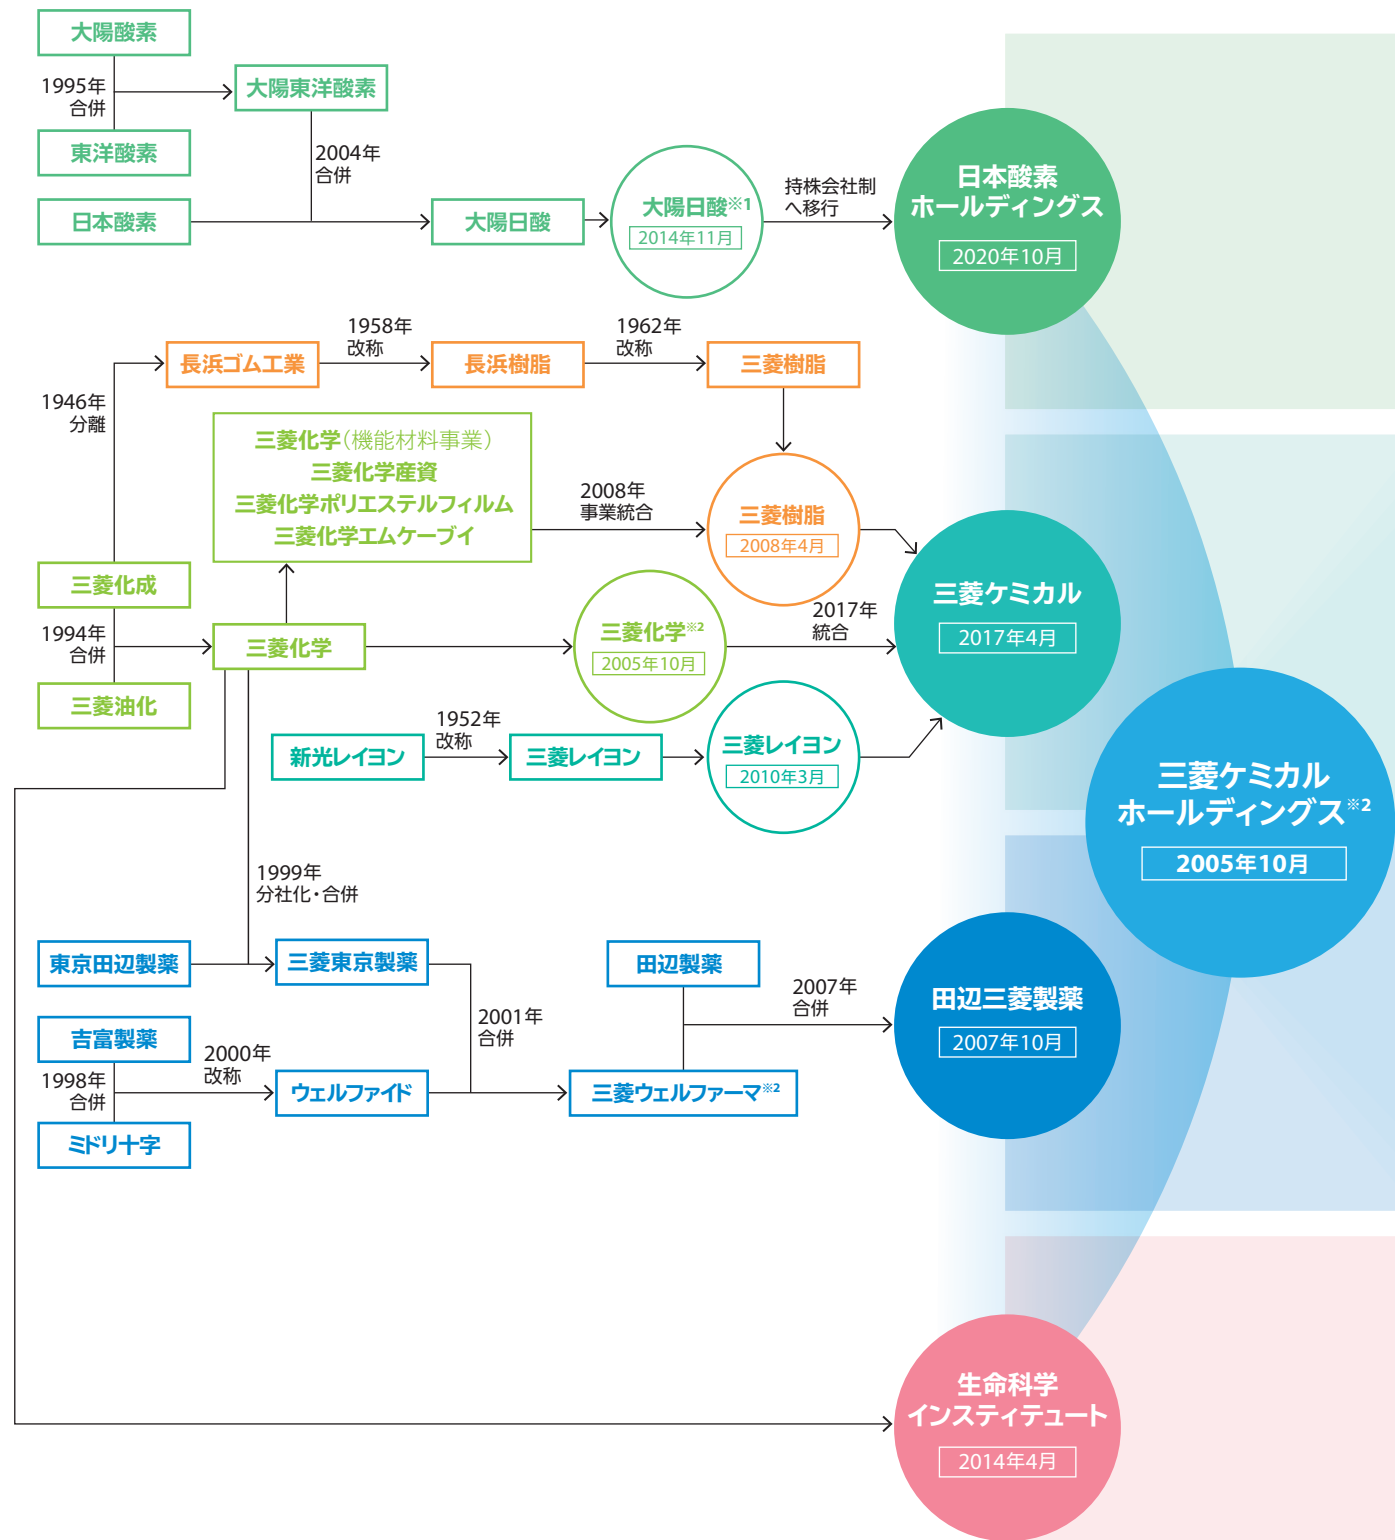 大陽酸素
1995年
合併
東洋酸素
大陽東洋酸素
2004年
合併
日本酸素
大陽日酸
大陽日酸※1
2014年11月
持株会社制
へ移行
日本酸素
ホールディングス
2020年10月
1946年
分離
長浜ゴム工業
1958年
改称
長浜樹脂
1962年
改称
三菱樹脂
三菱化学(機能材料事業)
三菱化学産資
三菱化学ポリエステルフィルム
三菱化学エムケーブイ
2008年
事業統合
三菱樹脂
2008年4月
三菱化成
1994年
合併
三菱油化
三菱化学
三菱化学※2
2005年10月
2017年
統合
三菱ケミカル
2017年4月
新光レイヨン
1952年
改称
三菱レイヨン
三菱レイヨン
2010年3月
三菱ケミカル
ホールディングス※2
2005年10月
1999年
分社化・合併
東京田辺製薬
三菱東京製薬
田辺製薬
2007年
合併
田辺三菱製薬
2007年10月
吉富製薬
1998年
合併
ミドリ十字
2000年
改称
ウェルファイド
2001年
合併
三菱ウェルファーマ※2
生命科学
インスティテュート
2014年4月